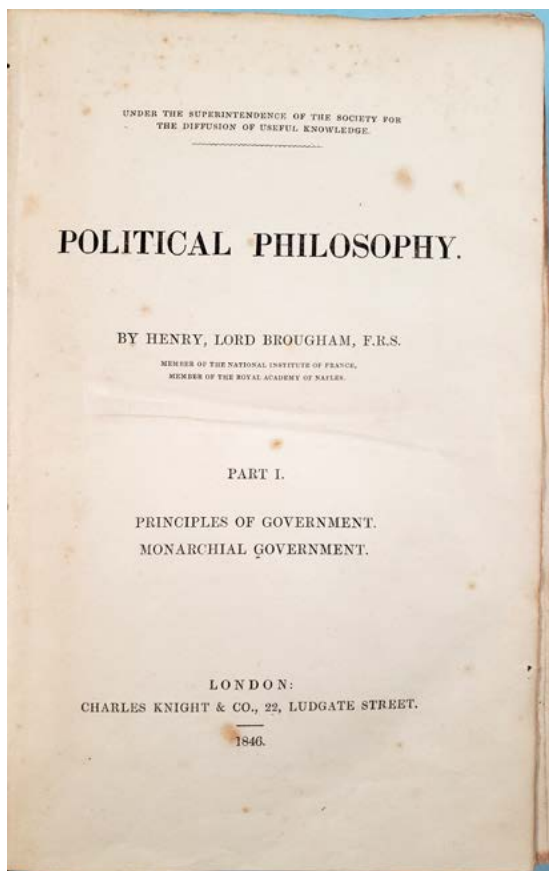 UNDER THE SUPERINTENDENCE OF THE SOCIETY FOR
THE DIFFUSION OF USEFUL KNOWLEDGE.
POLITICAL PHILOSOPHY.
BY HENRY, LORD BROUGHAM, F.R.S.
MEMBER OF THE NATIONAL INSTITUTE OF FRANCE,
MEMBER OF THE ROYAL ACADEMY OF NAPLES.
PART I.
PRINCIPLES OF GOVERNMENT.
MONARCHIAL GOVERNMENT.
LONDON:
CHARLES KNIGHT & CO., 22, LUDGATE STREET.
1846.